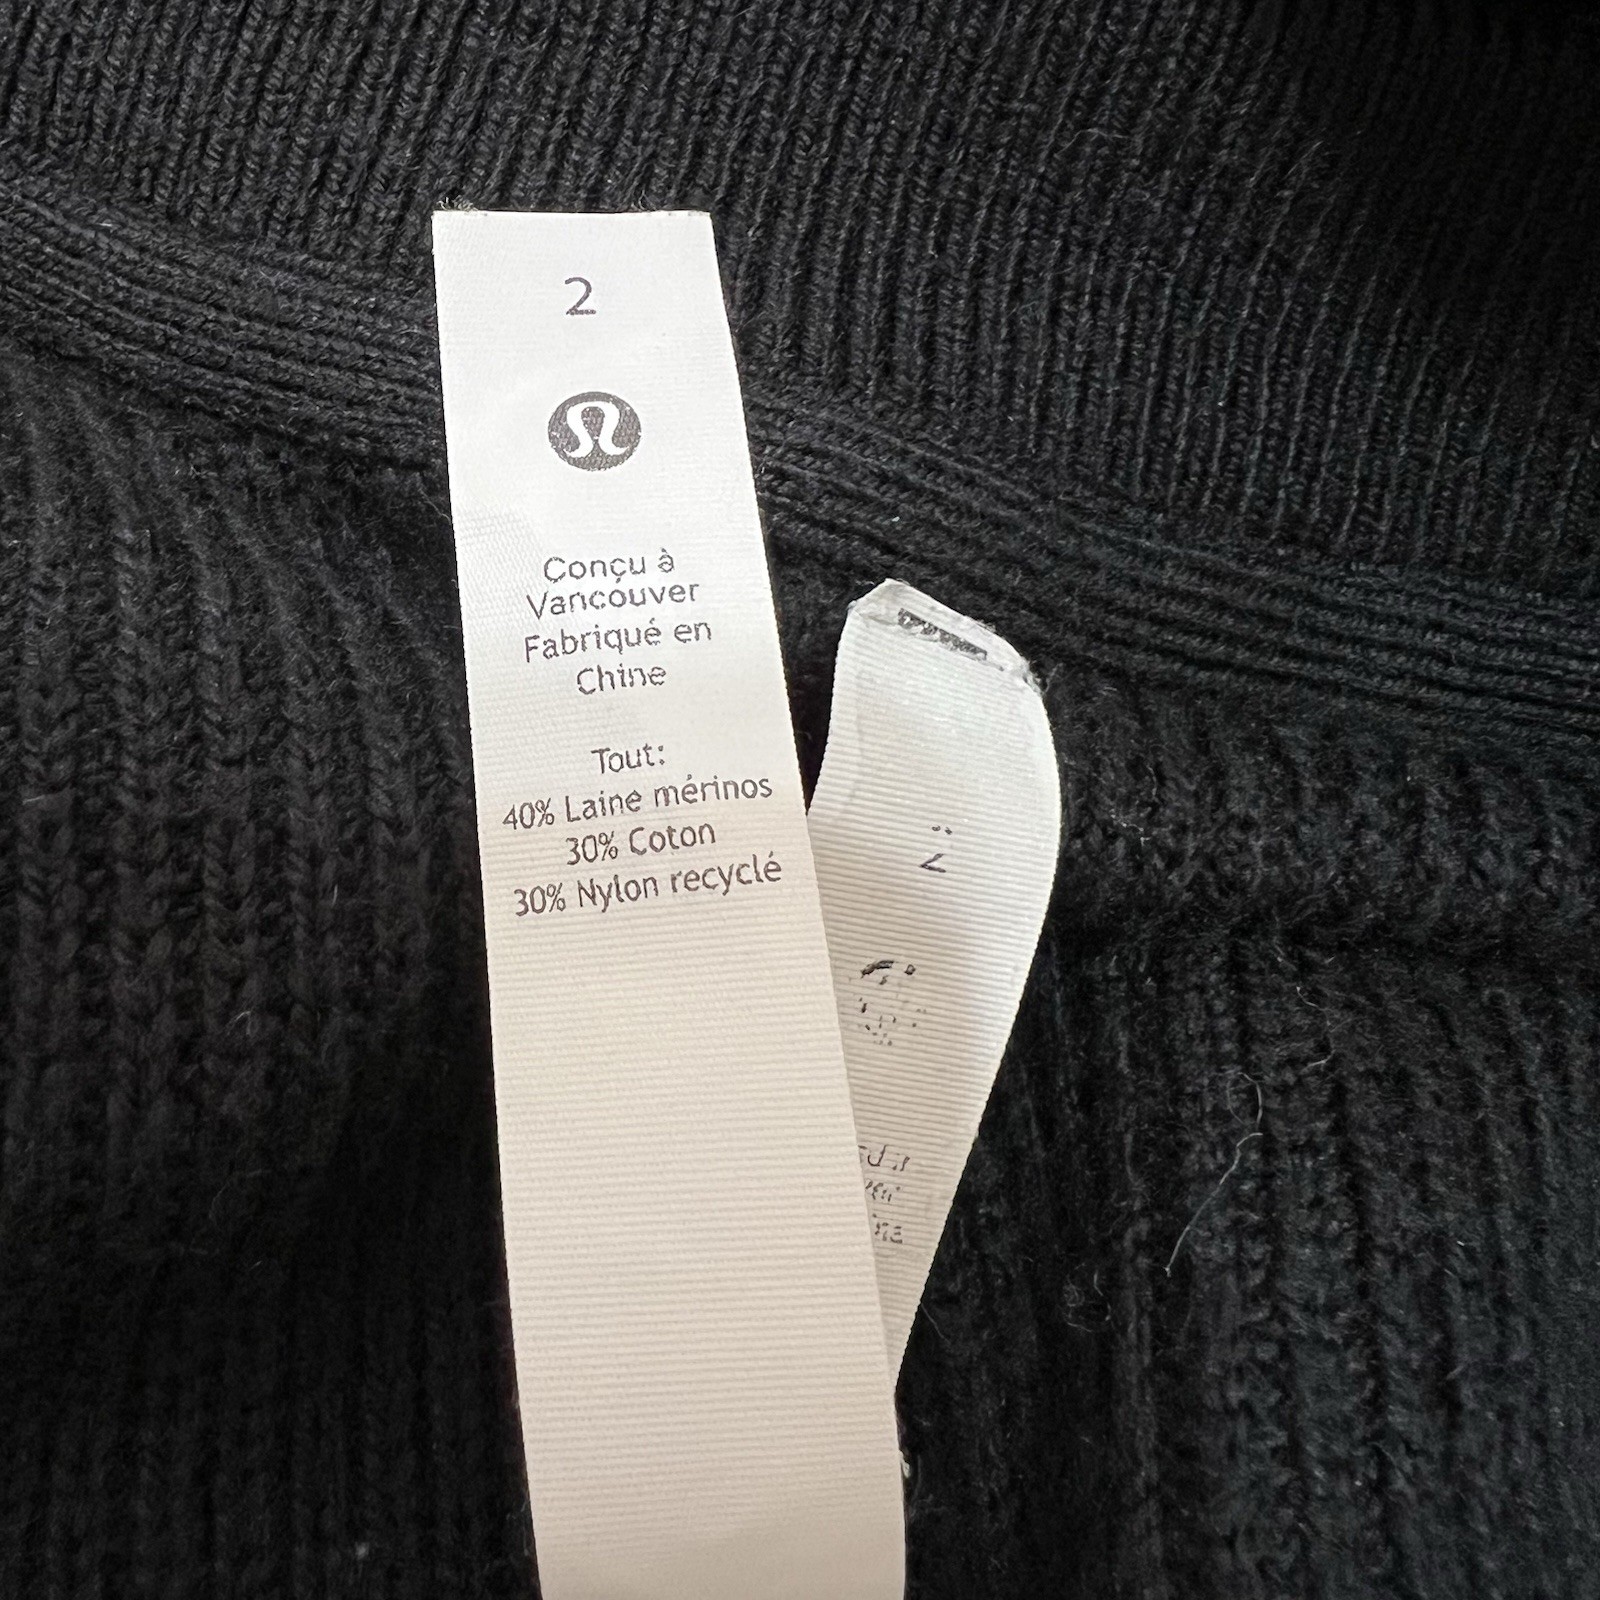 2
Conçu à
Vancouver
Fabriqué en
Chine
Tout:
40% Laine mérinos
30% Coton
30% Nylon recyclé